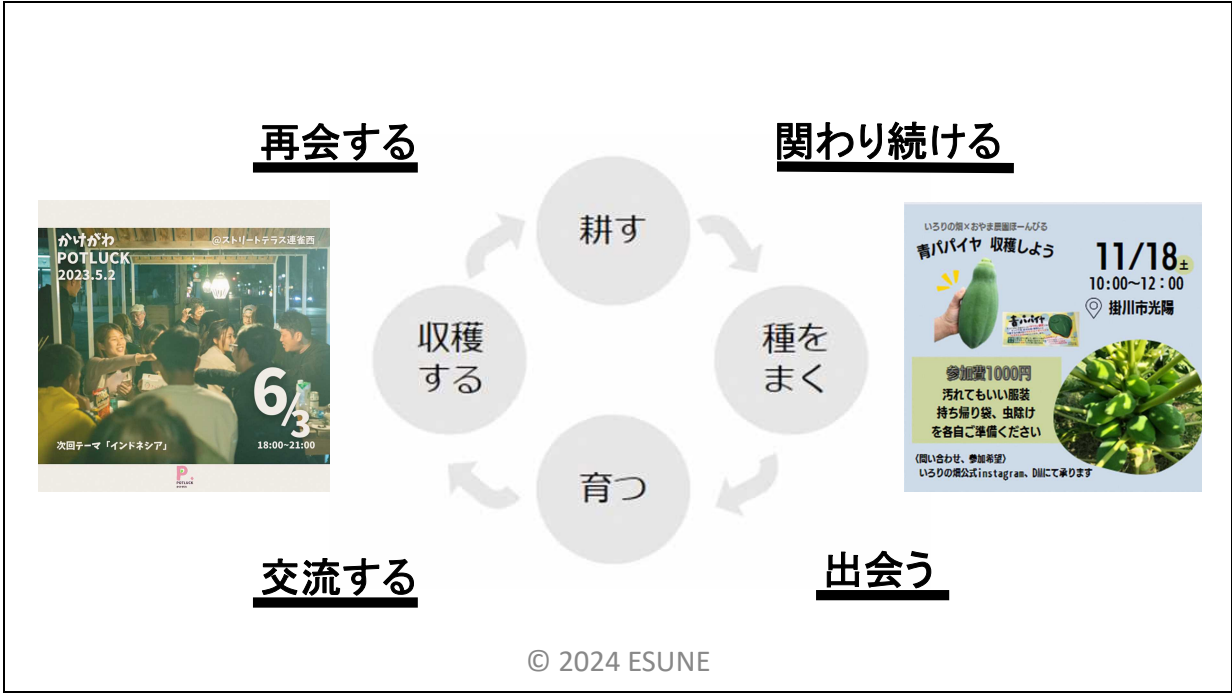 再会する
関わり続ける
かけがわ
POTLUCK
2023.5.2
@ストリートテラス連雀西
6/3
次回テーマ「インドネシア」
18:00~21:00
P.
POTLUCK
耕す
種を
まく
育つ
収穫
する
いろりの畑×おやま農園ほーんびる
青パパイヤ 収穫しよう
11/18土
10:00～12：00
掛川市光陽
青パパイヤ
参加費1000円
汚れてもいい服装
持ち帰り袋、虫除け
を各自ご準備ください
〈問い合わせ、参加希望〉
いろりの畑公式instagram、DMにて承ります
交流する
出会う
© 2024 ESUNE